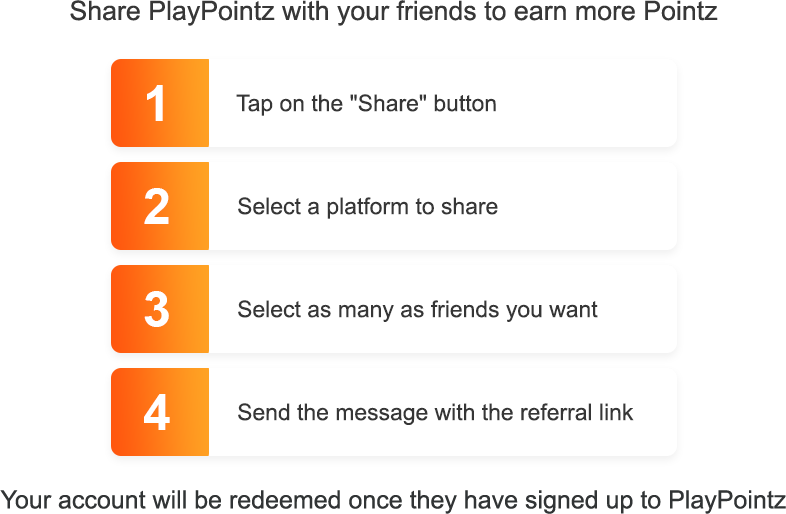 Share PlayPointz with your friends to earn more Pointz
1
Tap on the "Share" button
2
Select a platform to share
3
Select as many as friends you want
4
Send the message with the referral link
Your account will be redeemed once they have signed up to PlayPointz